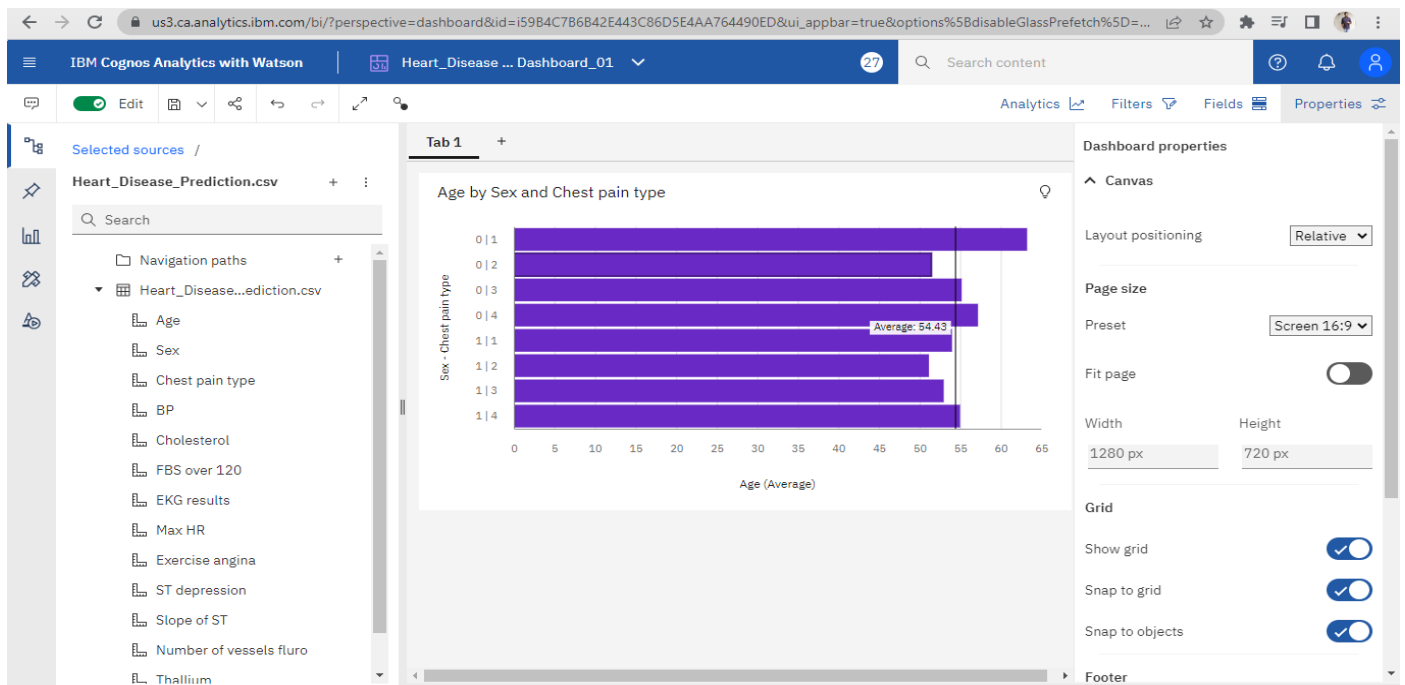 us3.ca.analytics.ibm.com/bi/?perspective=dashboard&id=i59B4C7B6B42E443C86D5E4AA764490ED&ui_appbar=true&options%5BdisableGlassPrefetch%5D=...
IBM Cognos Analytics with Watson
Heart_Disease ... Dashboard_01
27
Search content
Edit
Analytics
Filters
Fields
Properties
Selected sources /
Heart_Disease_Prediction.csv
Search
Navigation paths
Heart_Disease...ediction.csv
Age
Sex
Chest pain type
BP
Cholesterol
FBS over 120
EKG results
Max HR
Exercise angina
ST depression
Slope of ST
Number of vessels fluro
Thallium
Tab 1
Age by Sex and Chest pain type
Sex - Chest pain type
0 | 1
0 | 2
0 | 3
0 | 4
1 | 1
1 | 2
1 | 3
1 | 4
Average: 54.43
0 5 10 15 20 25 30 35 40 45 50 55 60 65
Age (Average)
Dashboard properties
Canvas
Layout positioning
Relative
Page size
Preset
Screen 16:9
Fit page
Width
Height
1280 px
720 px
Grid
Show grid
Snap to grid
Snap to objects
Footer